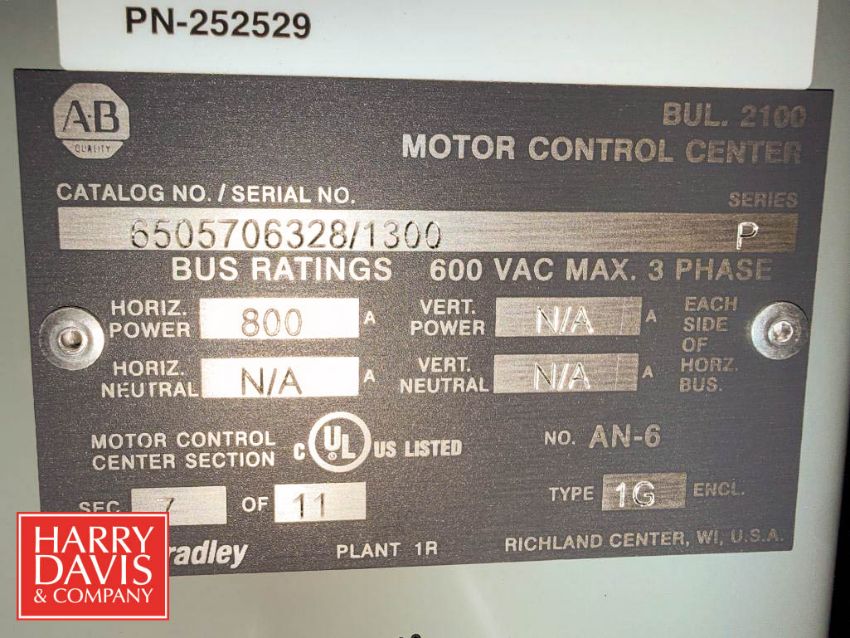 PN-252529
A·B
QUALITY
BUL. 2100
MOTOR CONTROL CENTER
CATALOG NO. / SERIAL NO.
SERIES
6505706328/1300
P
BUS RATINGS 600 VAC MAX. 3 PHASE
HORIZ. POWER 800 A VERT. POWER N/A A
HORIZ. NEUTRAL N/A A VERT. NEUTRAL N/A A
EACH
SIDE
OF
HORZ.
BUS.
MOTOR CONTROL
CENTER SECTION
C UL ® US LISTED
NO. AN-6
SEC. 7 OF 11
TYPE 1G ENCL.
radley
PLANT 1R
RICHLAND CENTER, WI, U.S.A.
HARRY
DAVIS
& COMPANY